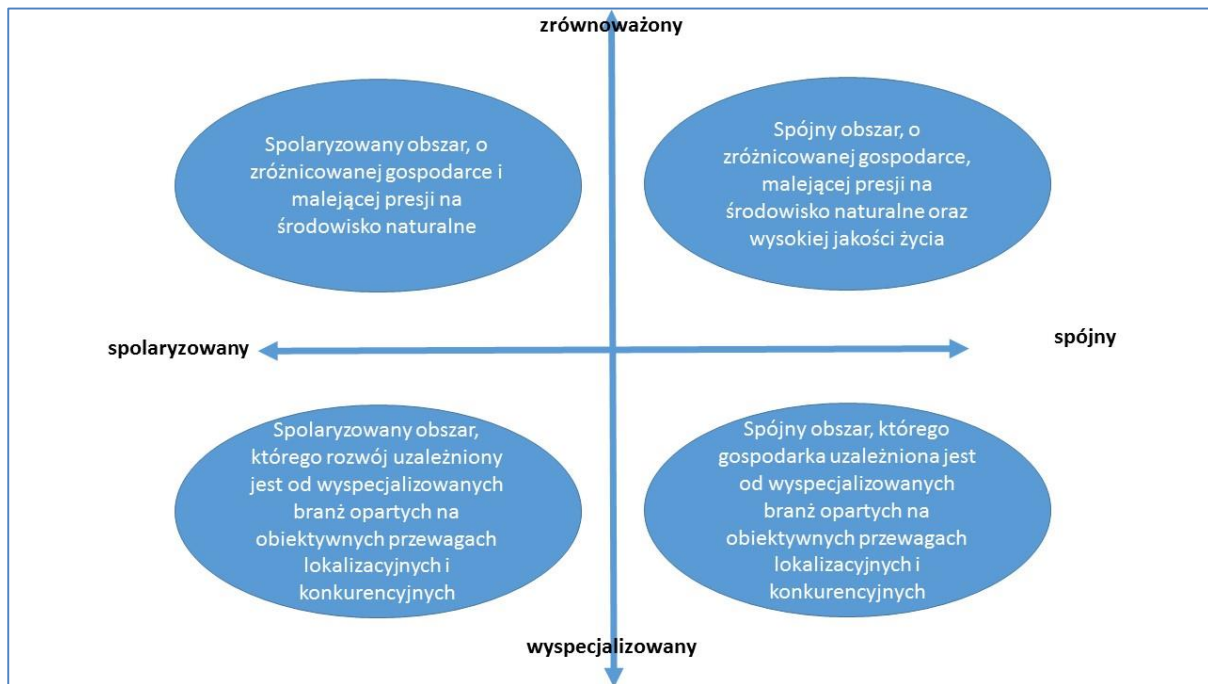 zrównoważony
Spolaryzowany obszar, o
zróżnicowanej gospodarce i
malejącej presji na
środowisko naturalne
Spójny obszar, o
zróżnicowanej gospodarce,
malejącej presji na
środowisko naturalne oraz
wysokiej jakości życia
spolaryzowany
spójny
Spolaryzowany obszar,
którego rozwój uzależniony
jest od wyspecjalizowanych
branż opartych na
obiektywnych przewagach
lokalizacyjnych i
konkurencyjnych
Spójny obszar, którego
gospodarka uzależniona jest
od wyspecjalizowanych
branż opartych na
obiektywnych przewagach
lokalizacyjnych i
konkurencyjnych
wyspecjalizowany